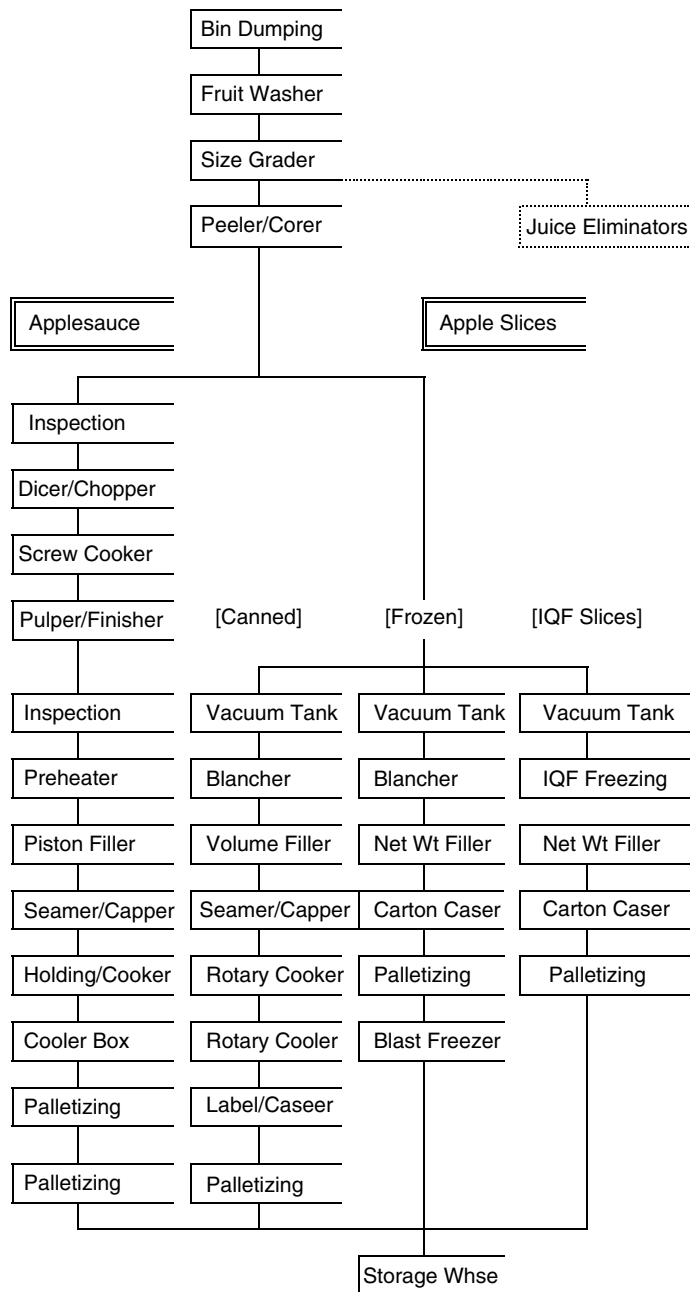 Bin Dumping
Fruit Washer
Size Grader
Peeler/Corer
Juice Eliminators
Applesauce
Apple Slices
Inspection
Dicer/Chopper
Screw Cooker
Pulper/Finisher
[Canned]
[Frozen]
[IQF Slices]
Inspection
Vacuum Tank
Vacuum Tank
Vacuum Tank
Preheater
Blancher
Blancher
IQF Freezing
Piston Filler
Volume Filler
Net Wt Filler
Net Wt Filler
Seamer/Capper
Seamer/Capper
Carton Caser
Carton Caser
Holding/Cooker
Rotary Cooker
Palletizing
Palletizing
Cooler Box
Rotary Cooler
Blast Freezer
Palletizing
Label/Caseer
Palletizing
Palletizing
Storage Whse